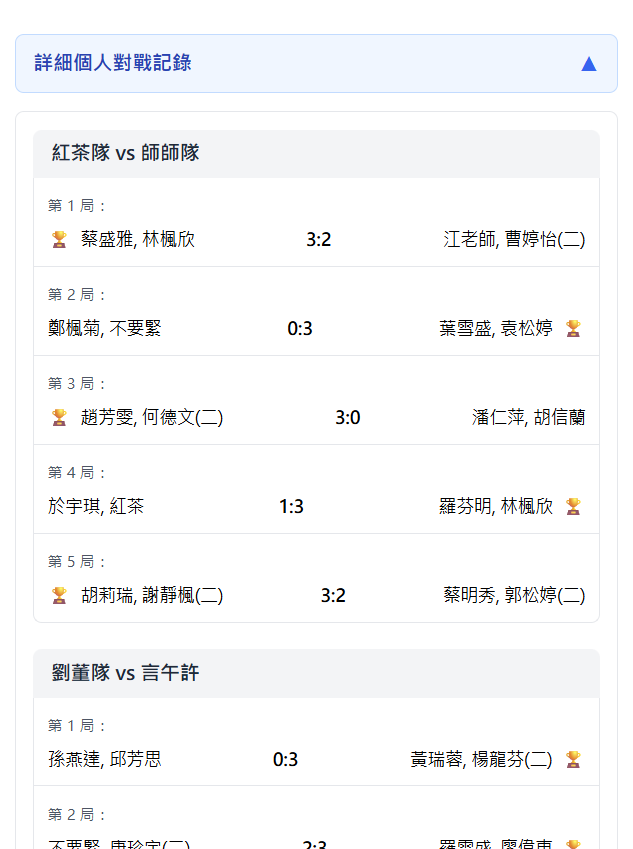 詳細個人對戰記錄 ▲
紅茶隊 vs 師師隊
第 1 局：
🏆 蔡盛雅, 林楓欣 3:2 江老師, 曹婷怡(二)
第 2 局：
鄭楓菊, 不要緊 0:3 葉雪盛, 袁松婷 🏆
第 3 局：
🏆 趙芳雯, 何德文(二) 3:0 潘仁萍, 胡信蘭
第 4 局：
於宇琪, 紅茶 1:3 羅芬明, 林楓欣 🏆
第 5 局：
🏆 胡莉瑞, 謝靜楓(二) 3:2 蔡明秀, 郭松婷(二)
劉董隊 vs 言午許
第 1 局：
孫燕達, 邱芳思 0:3 黃瑞蓉, 楊龍芬(二) 🏆
第 2 局：
不要緊, 2:3 🏆